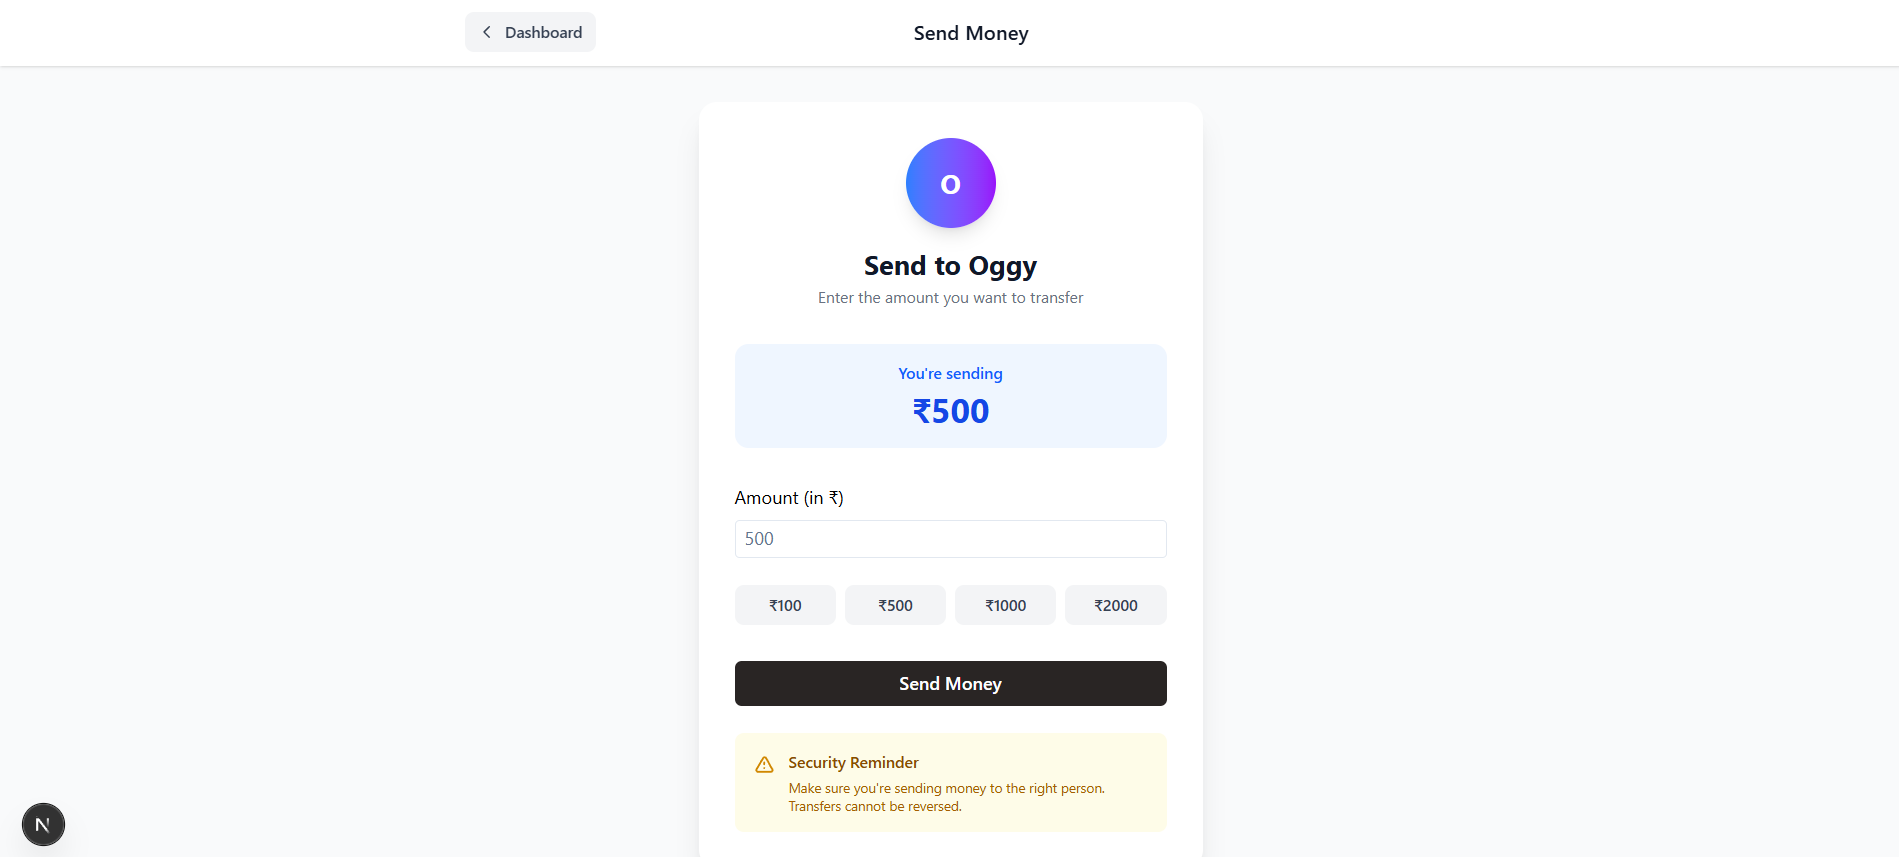 Dashboard
Send Money
O
Send to Oggy
Enter the amount you want to transfer
You're sending
₹500
Amount (in ₹)
500
₹100 ₹500 ₹1000 ₹2000
Send Money
Security Reminder
Make sure you're sending money to the right person.
Transfers cannot be reversed.
N